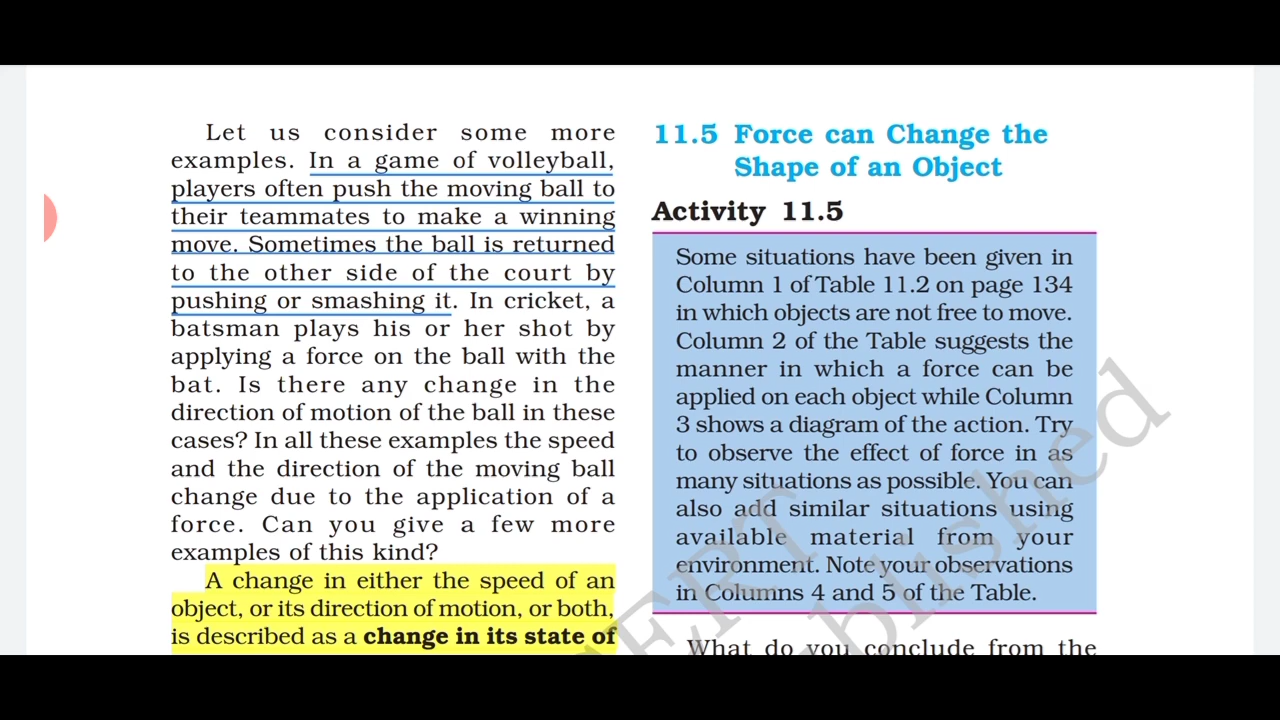 Let us consider some more
examples. In a game of volleyball,
players often push the moving ball to
their teammates to make a winning
move. Sometimes the ball is returned
to the other side of the court by
pushing or smashing it. In cricket, a
batsman plays his or her shot by
applying a force on the ball with the
bat. Is there any change in the
direction of motion of the ball in these
cases? In all these examples the speed
and the direction of the moving ball
change due to the application of a
force. Can you give a few more
examples of this kind?
A change in either the speed of an
object, or its direction of motion, or both,
is described as a change in its state of
11.5 Force can Change the
Shape of an Object
Activity 11.5
Some situations have been given in
Column 1 of Table 11.2 on page 134
in which objects are not free to move.
Column 2 of the Table suggests the
manner in which a force can be
applied on each object while Column
3 shows a diagram of the action. Try
to observe the effect of force in as
many situations as possible. You can
also add similar situations using
available material from your
environment. Note your observations
in Columns 4 and 5 of the Table.
What do you conclude from the